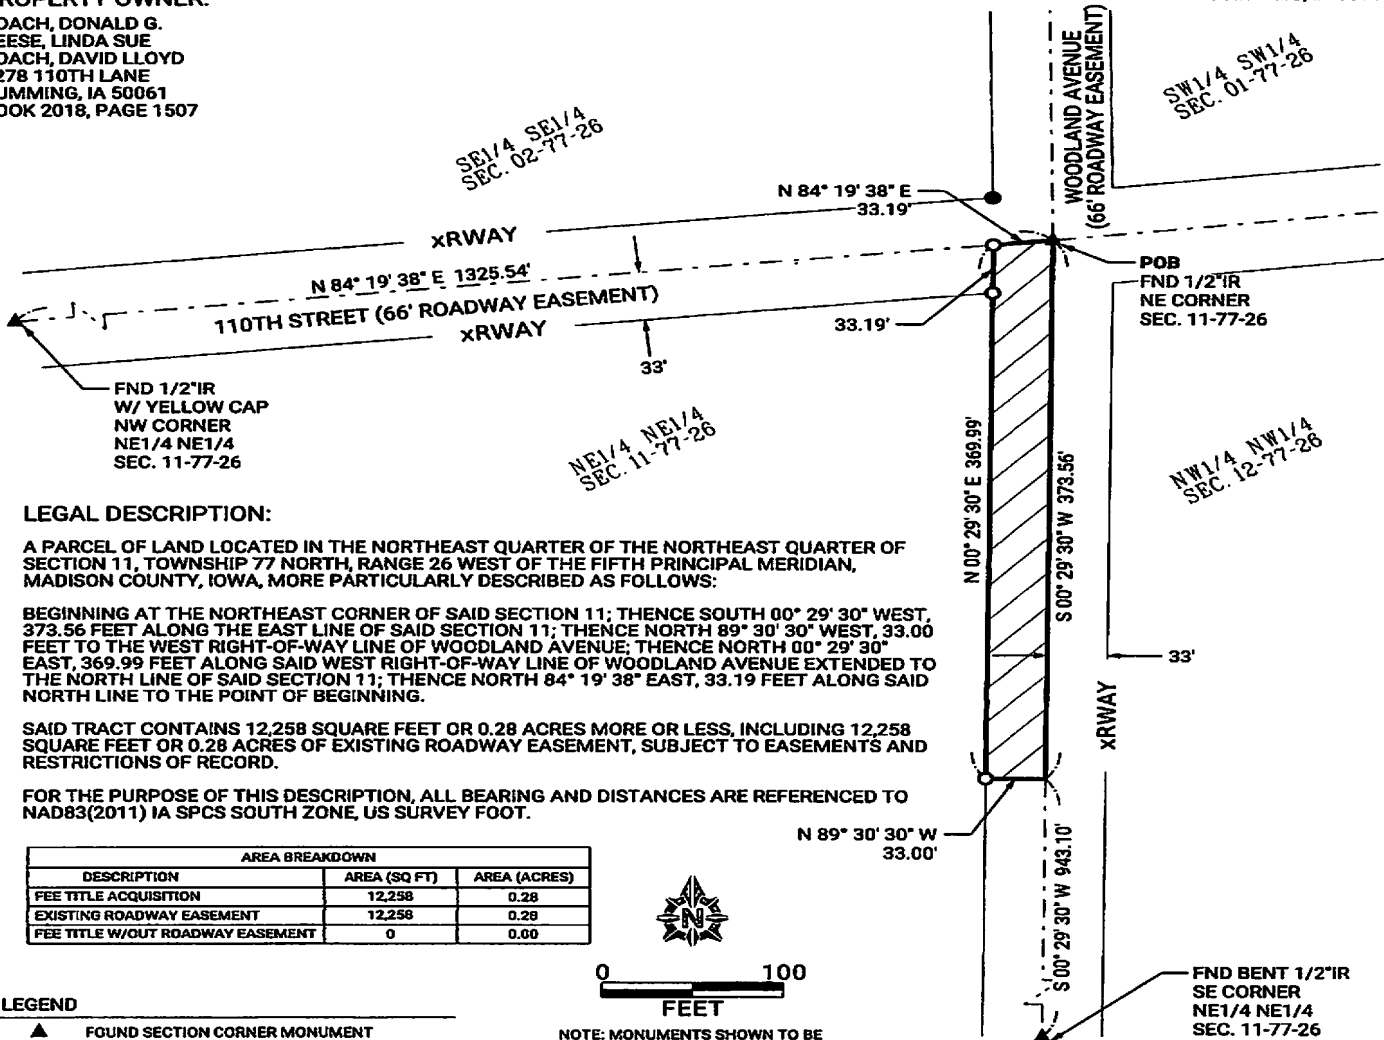 OACH, DONALD G.
EESE, LINDA SUE
OACH, DAVID LLOYD
278 110TH LANE
UMMING, IA 50061
OOK 2018, PAGE 1507
SE1/4 SE1/4
SEC. 02-77-26
WOODLAND AVENUE
(66' ROADWAY EASEMENT)
SW1/4 SW1/4
SEC. 01-77-26
N 84° 19' 38" E
33.19'
xRWAY
N 84° 19' 38" E 1325.54'
110TH STREET (66' ROADWAY EASEMENT)
xRWAY
33'
33.19'
POB
FND 1/2"IR
NE CORNER
SEC. 11-77-26
FND 1/2"IR
W/ YELLOW CAP
NW CORNER
NE1/4 NE1/4
SEC. 11-77-26
NE1/4 NE1/4
SEC. 11-77-26
N 00° 29' 30" E 369.99'
S 00° 29' 30" W 373.56'
NW1/4 NW1/4
SEC. 12-77-26
33'
xRWAY
LEGAL DESCRIPTION:
A PARCEL OF LAND LOCATED IN THE NORTHEAST QUARTER OF THE NORTHEAST QUARTER OF
SECTION 11, TOWNSHIP 77 NORTH, RANGE 26 WEST OF THE FIFTH PRINCIPAL MERIDIAN,
MADISON COUNTY, IOWA, MORE PARTICULARLY DESCRIBED AS FOLLOWS:
BEGINNING AT THE NORTHEAST CORNER OF SAID SECTION 11; THENCE SOUTH 00° 29' 30" WEST,
373.56 FEET ALONG THE EAST LINE OF SAID SECTION 11; THENCE NORTH 89° 30' 30" WEST, 33.00
FEET TO THE WEST RIGHT-OF-WAY LINE OF WOODLAND AVENUE; THENCE NORTH 00° 29' 30"
EAST, 369.99 FEET ALONG SAID WEST RIGHT-OF-WAY LINE OF WOODLAND AVENUE EXTENDED TO
THE NORTH LINE OF SAID SECTION 11; THENCE NORTH 84° 19' 38" EAST, 33.19 FEET ALONG SAID
NORTH LINE TO THE POINT OF BEGINNING.
SAID TRACT CONTAINS 12,258 SQUARE FEET OR 0.28 ACRES MORE OR LESS, INCLUDING 12,258
SQUARE FEET OR 0.28 ACRES OF EXISTING ROADWAY EASEMENT, SUBJECT TO EASEMENTS AND
RESTRICTIONS OF RECORD.
FOR THE PURPOSE OF THIS DESCRIPTION, ALL BEARING AND DISTANCES ARE REFERENCED TO
NAD83(2011) IA SPCS SOUTH ZONE, US SURVEY FOOT.
N 89° 30' 30" W
33.00'
S 00° 29' 30" W 943.10'
AREA BREAKDOWN
DESCRIPTION AREA (SQ FT) AREA (ACRES)
FEE TITLE ACQUISITION 12,258 0.28
EXISTING ROADWAY EASEMENT 12,258 0.28
FEE TITLE W/OUT ROADWAY EASEMENT 0 0.00
N
0 100
FEET
FND BENT 1/2"IR
SE CORNER
NE1/4 NE1/4
SEC. 11-77-26
LEGEND
FOUND SECTION CORNER MONUMENT
NOTE: MONUMENTS SHOWN TO BE